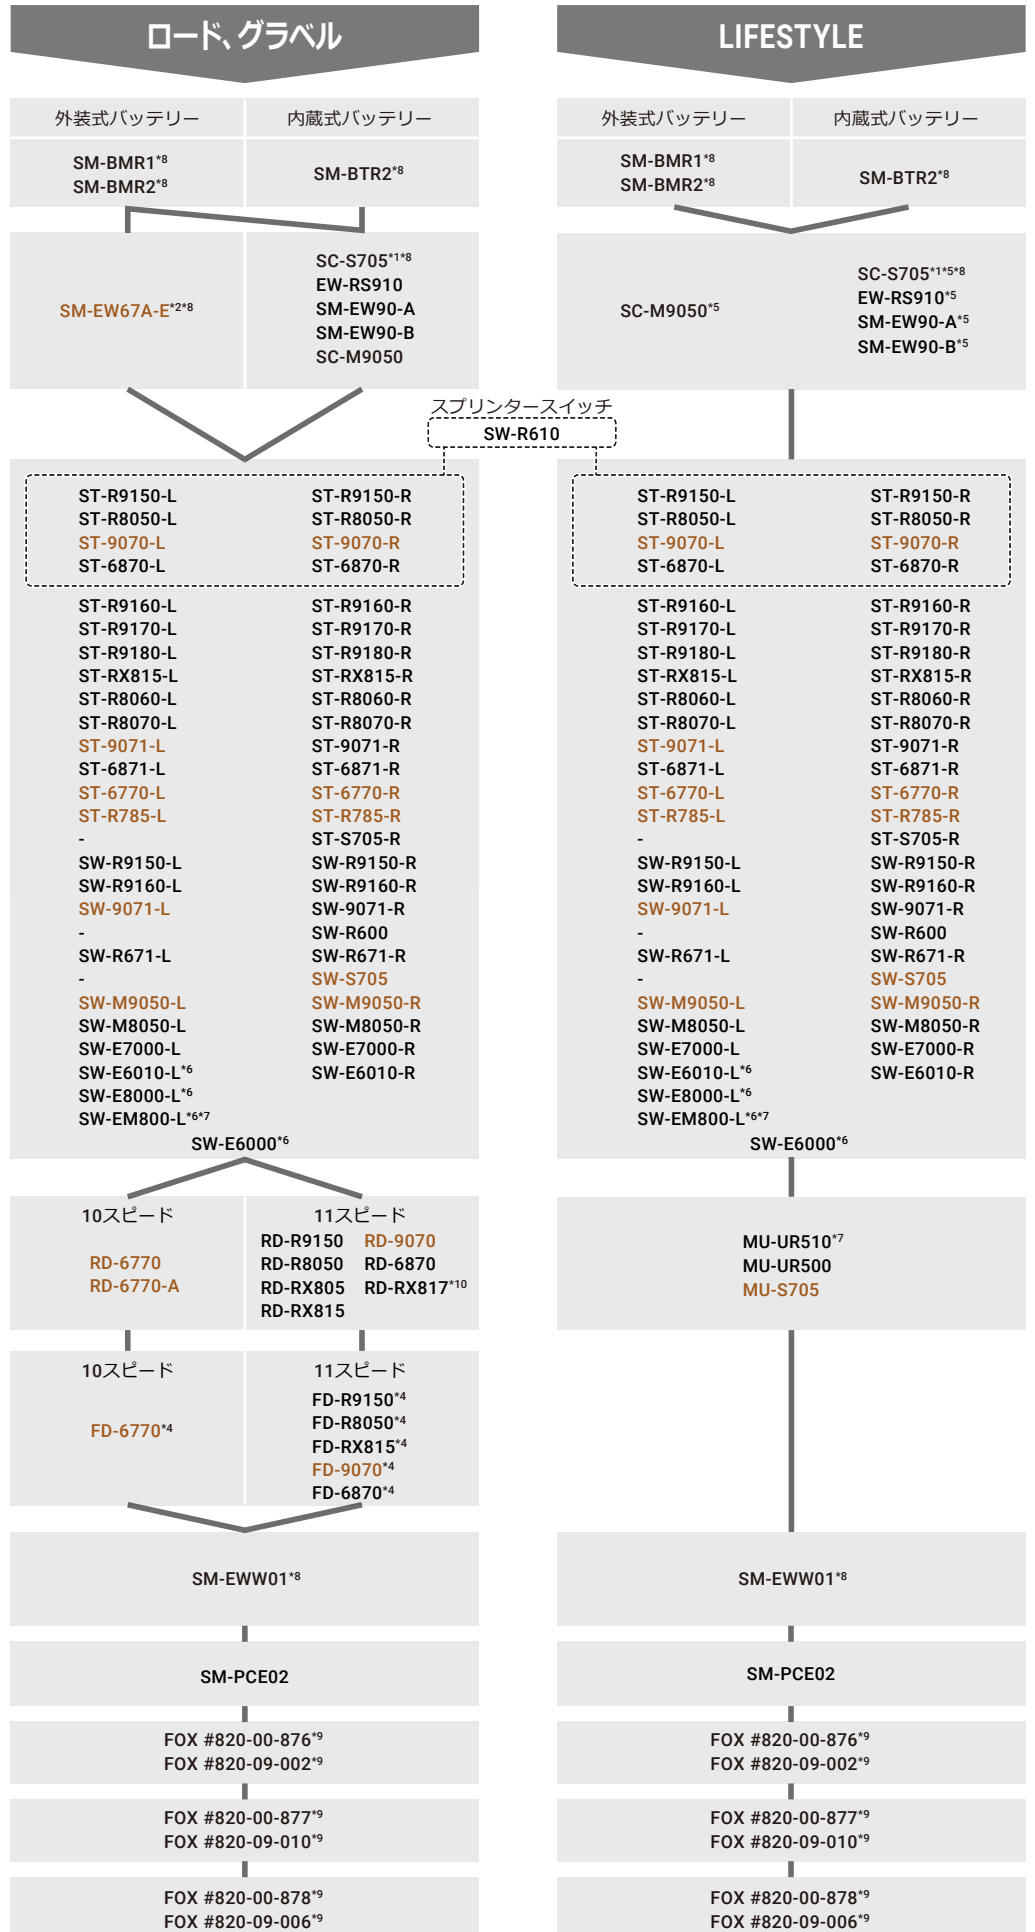 ロード、グラベル
外装式バッテリー 内蔵式バッテリー
SM-BMR1*8
SM-BMR2*8
SM-BTR2*8
SM-EW67A-E*2*8
SC-S705*1*8
EW-RS910
SM-EW90-A
SM-EW90-B
SC-M9050
スプリンタースイッチ
SW-R610
ST-R9150-L ST-R9150-R
ST-R8050-L ST-R8050-R
ST-9070-L ST-9070-R
ST-6870-L ST-6870-R
ST-R9160-L ST-R9160-R
ST-R9170-L ST-R9170-R
ST-R9180-L ST-R9180-R
ST-RX815-L ST-RX815-R
ST-R8060-L ST-R8060-R
ST-R8070-L ST-R8070-R
ST-9071-L ST-9071-R
ST-6871-L ST-6871-R
ST-6770-L ST-6770-R
ST-R785-L ST-R785-R
- ST-S705-R
SW-R9150-L SW-R9150-R
SW-R9160-L SW-R9160-R
SW-9071-L SW-9071-R
- SW-R600
SW-R671-L SW-R671-R
- SW-S705
SW-M9050-L SW-M9050-R
SW-M8050-L SW-M8050-R
SW-E7000-L SW-E7000-R
SW-E6010-L*6 SW-E6010-R
SW-E8000-L*6
SW-EM800-L*6*7
SW-E6000*6
10スピード
RD-6770
RD-6770-A
11スピード
RD-R9150 RD-9070
RD-R8050 RD-6870
RD-RX805 RD-RX817*10
RD-RX815
10スピード
FD-6770*4
11スピード
FD-R9150*4
FD-R8050*4
FD-RX815*4
FD-9070*4
FD-6870*4
SM-EWW01*8
SM-PCE02
FOX #820-00-876*9
FOX #820-09-002*9
FOX #820-00-877*9
FOX #820-09-010*9
FOX #820-00-878*9
FOX #820-09-006*9
LIFESTYLE
外装式バッテリー 内蔵式バッテリー
SM-BMR1*8
SM-BMR2*8
SM-BTR2*8
SC-M9050*5
SC-S705*1*5*8
EW-RS910*5
SM-EW90-A*5
SM-EW90-B*5
ST-R9150-L ST-R9150-R
ST-R8050-L ST-R8050-R
ST-9070-L ST-9070-R
ST-6870-L ST-6870-R
ST-R9160-L ST-R9160-R
ST-R9170-L ST-R9170-R
ST-R9180-L ST-R9180-R
ST-RX815-L ST-RX815-R
ST-R8060-L ST-R8060-R
ST-R8070-L ST-R8070-R
ST-9071-L ST-9071-R
ST-6871-L ST-6871-R
ST-6770-L ST-6770-R
ST-R785-L ST-R785-R
- ST-S705-R
SW-R9150-L SW-R9150-R
SW-R9160-L SW-R9160-R
SW-9071-L SW-9071-R
- SW-R600
SW-R671-L SW-R671-R
- SW-S705
SW-M9050-L SW-M9050-R
SW-M8050-L SW-M8050-R
SW-E7000-L SW-E7000-R
SW-E6010-L*6 SW-E6010-R
SW-E8000-L*6
SW-EM800-L*6*7
SW-E6000*6
MU-UR510*7
MU-UR500
MU-S705
SM-EWW01*8
SM-PCE02
FOX #820-00-876*9
FOX #820-09-002*9
FOX #820-00-877*9
FOX #820-09-010*9
FOX #820-00-878*9
FOX #820-09-006*9